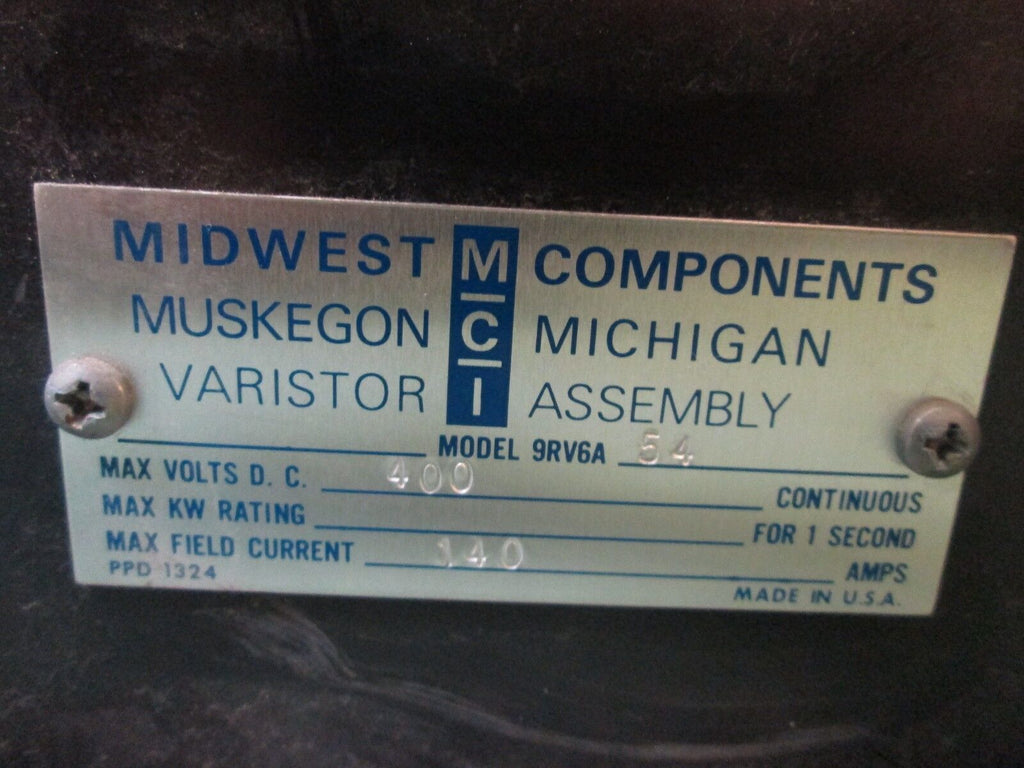 MIDWEST MCI COMPONENTS
MUSKEGON MICHIGAN
VARISTOR ASSEMBLY
MODEL 9RV6A 54
MAX VOLTS D. C. 400 CONTINUOUS
MAX KW RATING FOR 1 SECOND
MAX FIELD CURRENT 140 AMPS
PPD 1324
MADE IN U.S.A.